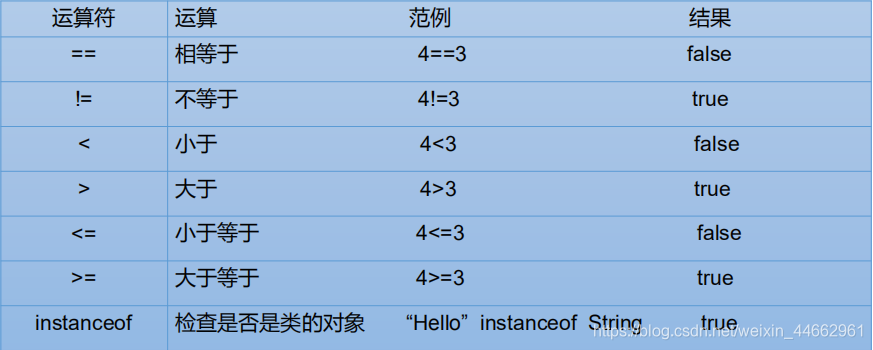 运算符 运算 范例 结果
== 相等于 4==3 false
!= 不等于 4!=3 true
< 小于 4<3 false
> 大于 4>3 true
<= 小于等于 4<=3 false
>= 大于等于 4>=3 true
instanceof 检查是否是类的对象 “Hello” instanceof String true
https://blog.csdn.net/weixin_44662961